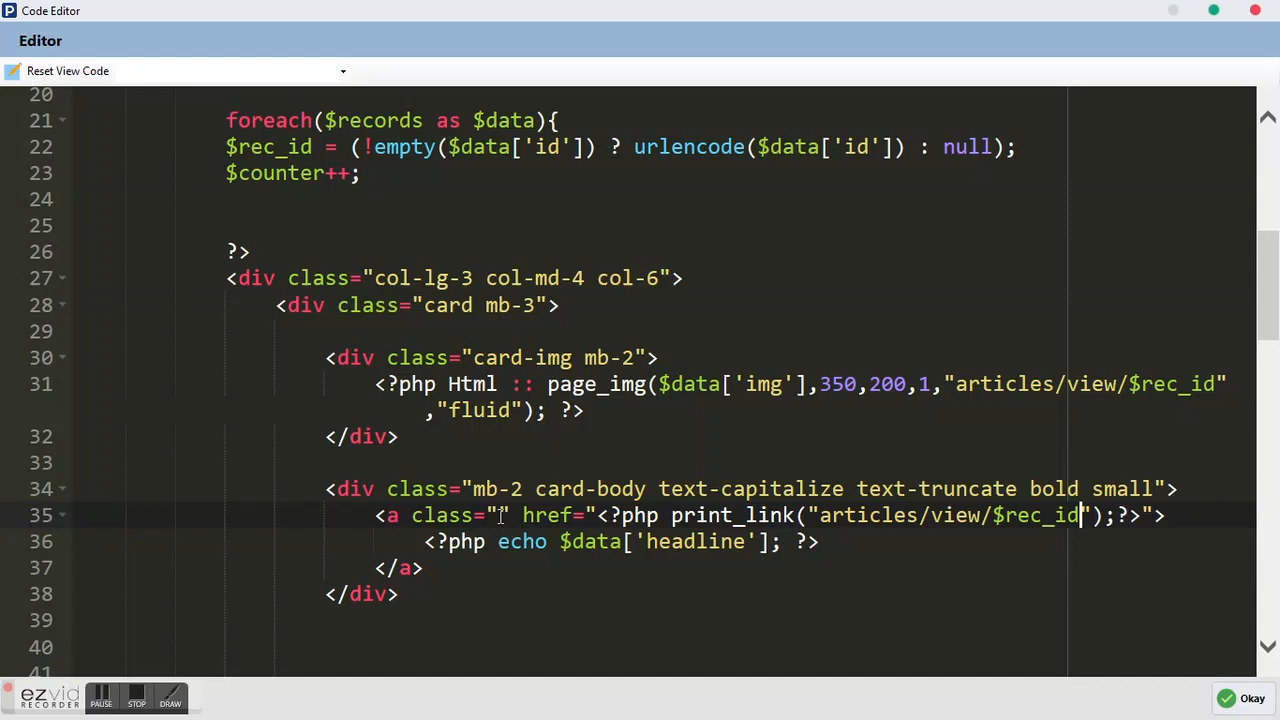 Code Editor
Editor
Reset View Code
20
21 foreach($records as $data){
22 $rec_id = (!empty($data['id']) ? urlencode($data['id']) : null);
23 $counter++;
24
25
26 ?>
27 <div class="col-lg-3 col-md-4 col-6">
28 <div class="card mb-3">
29
30 <div class="card-img mb-2">
31 <?php Html :: page_img($data['img'],350,200,1,"articles/view/$rec_id"
,"fluid"); ?>
32 </div>
33
34 <div class="mb-2 card-body text-capitalize text-truncate bold small">
35 <a class="" href="<?php print_link("articles/view/$rec_id");?>">
36 <?php echo $data['headline']; ?>
37 </a>
38 </div>
39
40
41
ezvid
RECORDER
PAUSE STOP DRAW
Okay